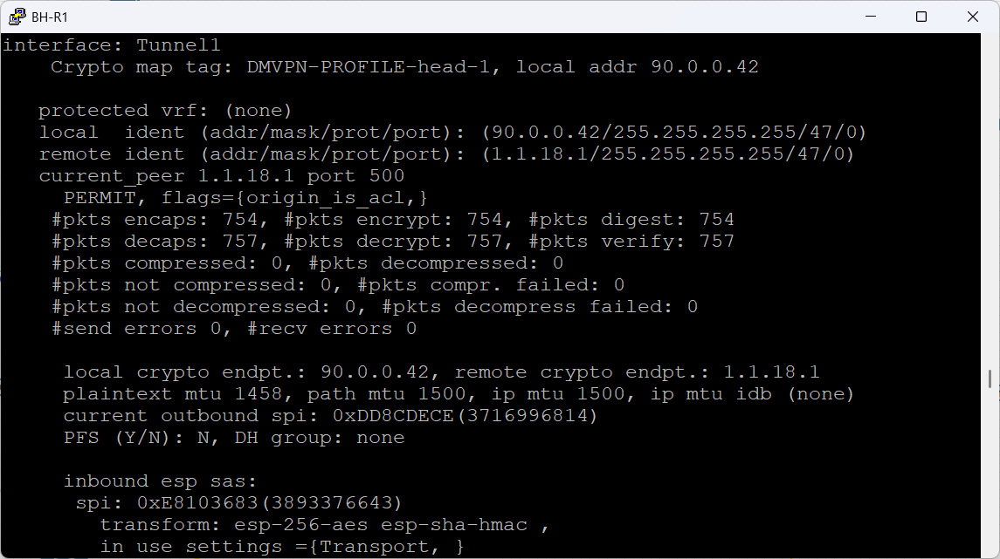 BH-R1
interface: Tunnel1
Crypto map tag: DMVPN-PROFILE-head-1, local addr 90.0.0.42
protected vrf: (none)
local  ident (addr/mask/prot/port): (90.0.0.42/255.255.255.255/47/0)
remote ident (addr/mask/prot/port): (1.1.18.1/255.255.255.255/47/0)
current_peer 1.1.18.1 port 500
PERMIT, flags={origin_is_acl,}
#pkts encaps: 754, #pkts encrypt: 754, #pkts digest: 754
#pkts decaps: 757, #pkts decrypt: 757, #pkts verify: 757
#pkts compressed: 0, #pkts decompressed: 0
#pkts not compressed: 0, #pkts compr. failed: 0
#pkts not decompressed: 0, #pkts decompress failed: 0
#send errors 0, #recv errors 0
local crypto endpt.: 90.0.0.42, remote crypto endpt.: 1.1.18.1
plaintext mtu 1458, path mtu 1500, ip mtu 1500, ip mtu idb (none)
current outbound spi: 0xDD8CDECE(3716996814)
PFS (Y/N): N, DH group: none
inbound esp sas:
spi: 0xE8103683(3893376643)
transform: esp-256-aes esp-sha-hmac ,
in use settings ={Transport, }